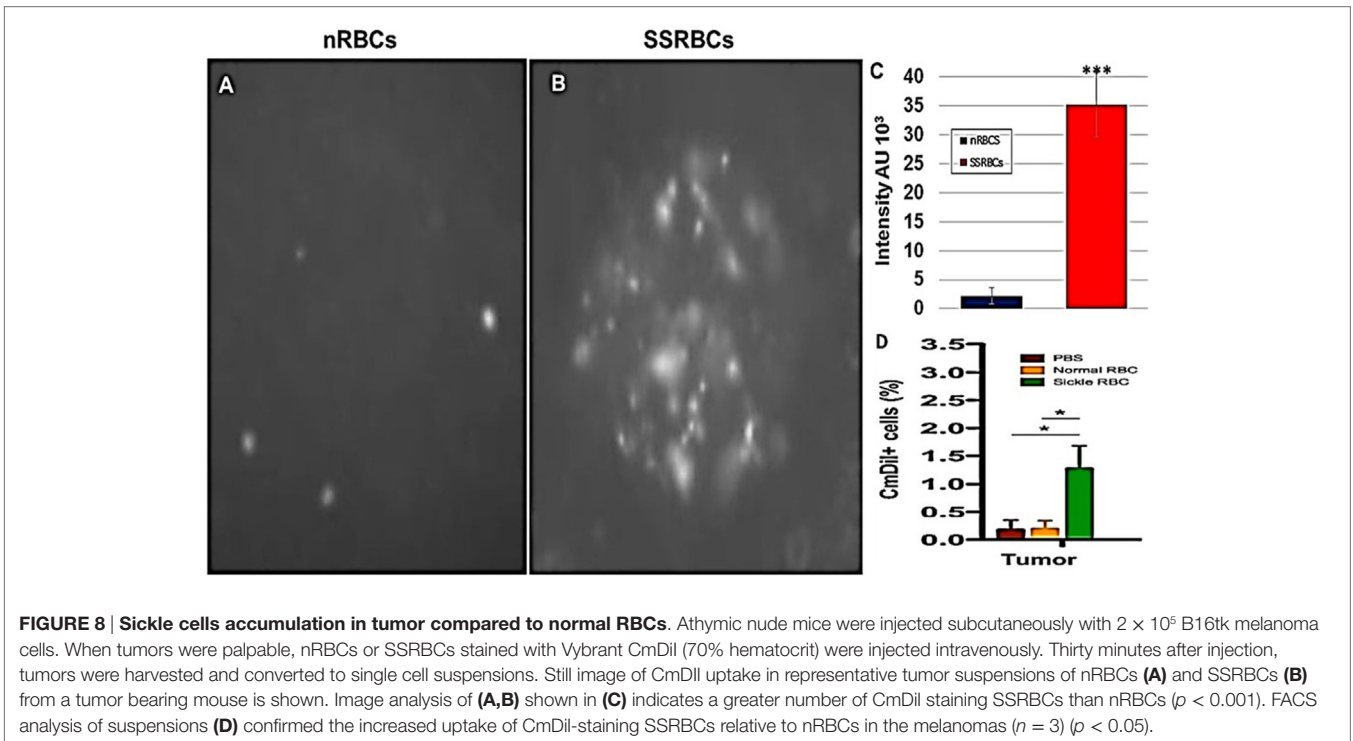 nRBCs
SSRBCs
A
B
C
40
35
30
25
20
15
10
5
0
Intensity AU 10³
***
nRBCS
SSRBCs
D
3.5
3.0
2.5
2.0
1.5
1.0
0.5
0.0
CmDil+ cells (%)
PBS
Normal RBC
Sickle RBC
*
*
Tumor
FIGURE 8 | Sickle cells accumulation in tumor compared to normal RBCs. Athymic nude mice were injected subcutaneously with 2 × 10⁵ B16tk melanoma
cells. When tumors were palpable, nRBCs or SSRBCs stained with Vybrant CmDil (70% hematocrit) were injected intravenously. Thirty minutes after injection,
tumors were harvested and converted to single cell suspensions. Still image of CmDII uptake in representative tumor suspensions of nRBCs (A) and SSRBCs (B)
from a tumor bearing mouse is shown. Image analysis of (A,B) shown in (C) indicates a greater number of CmDil staining SSRBCs than nRBCs (p < 0.001). FACS
analysis of suspensions (D) confirmed the increased uptake of CmDil-staining SSRBCs relative to nRBCs in the melanomas (n = 3) (p < 0.05).